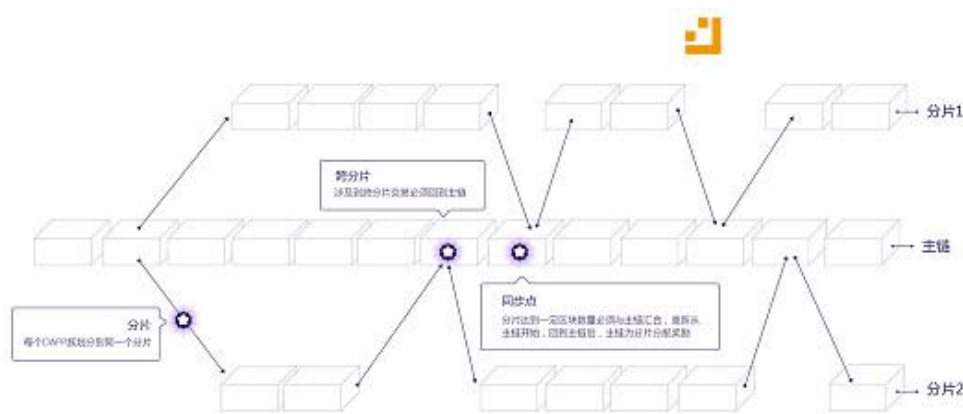 分片1
跨分片
涉及到跨分片交易必须回到主链
主链
同步点
分片达到一定区块数量必须与主链汇合，重新从
主链开始，回到主链后，主链为分片分配奖励
分片
每个DAPP被划分到同一个分片
分片2